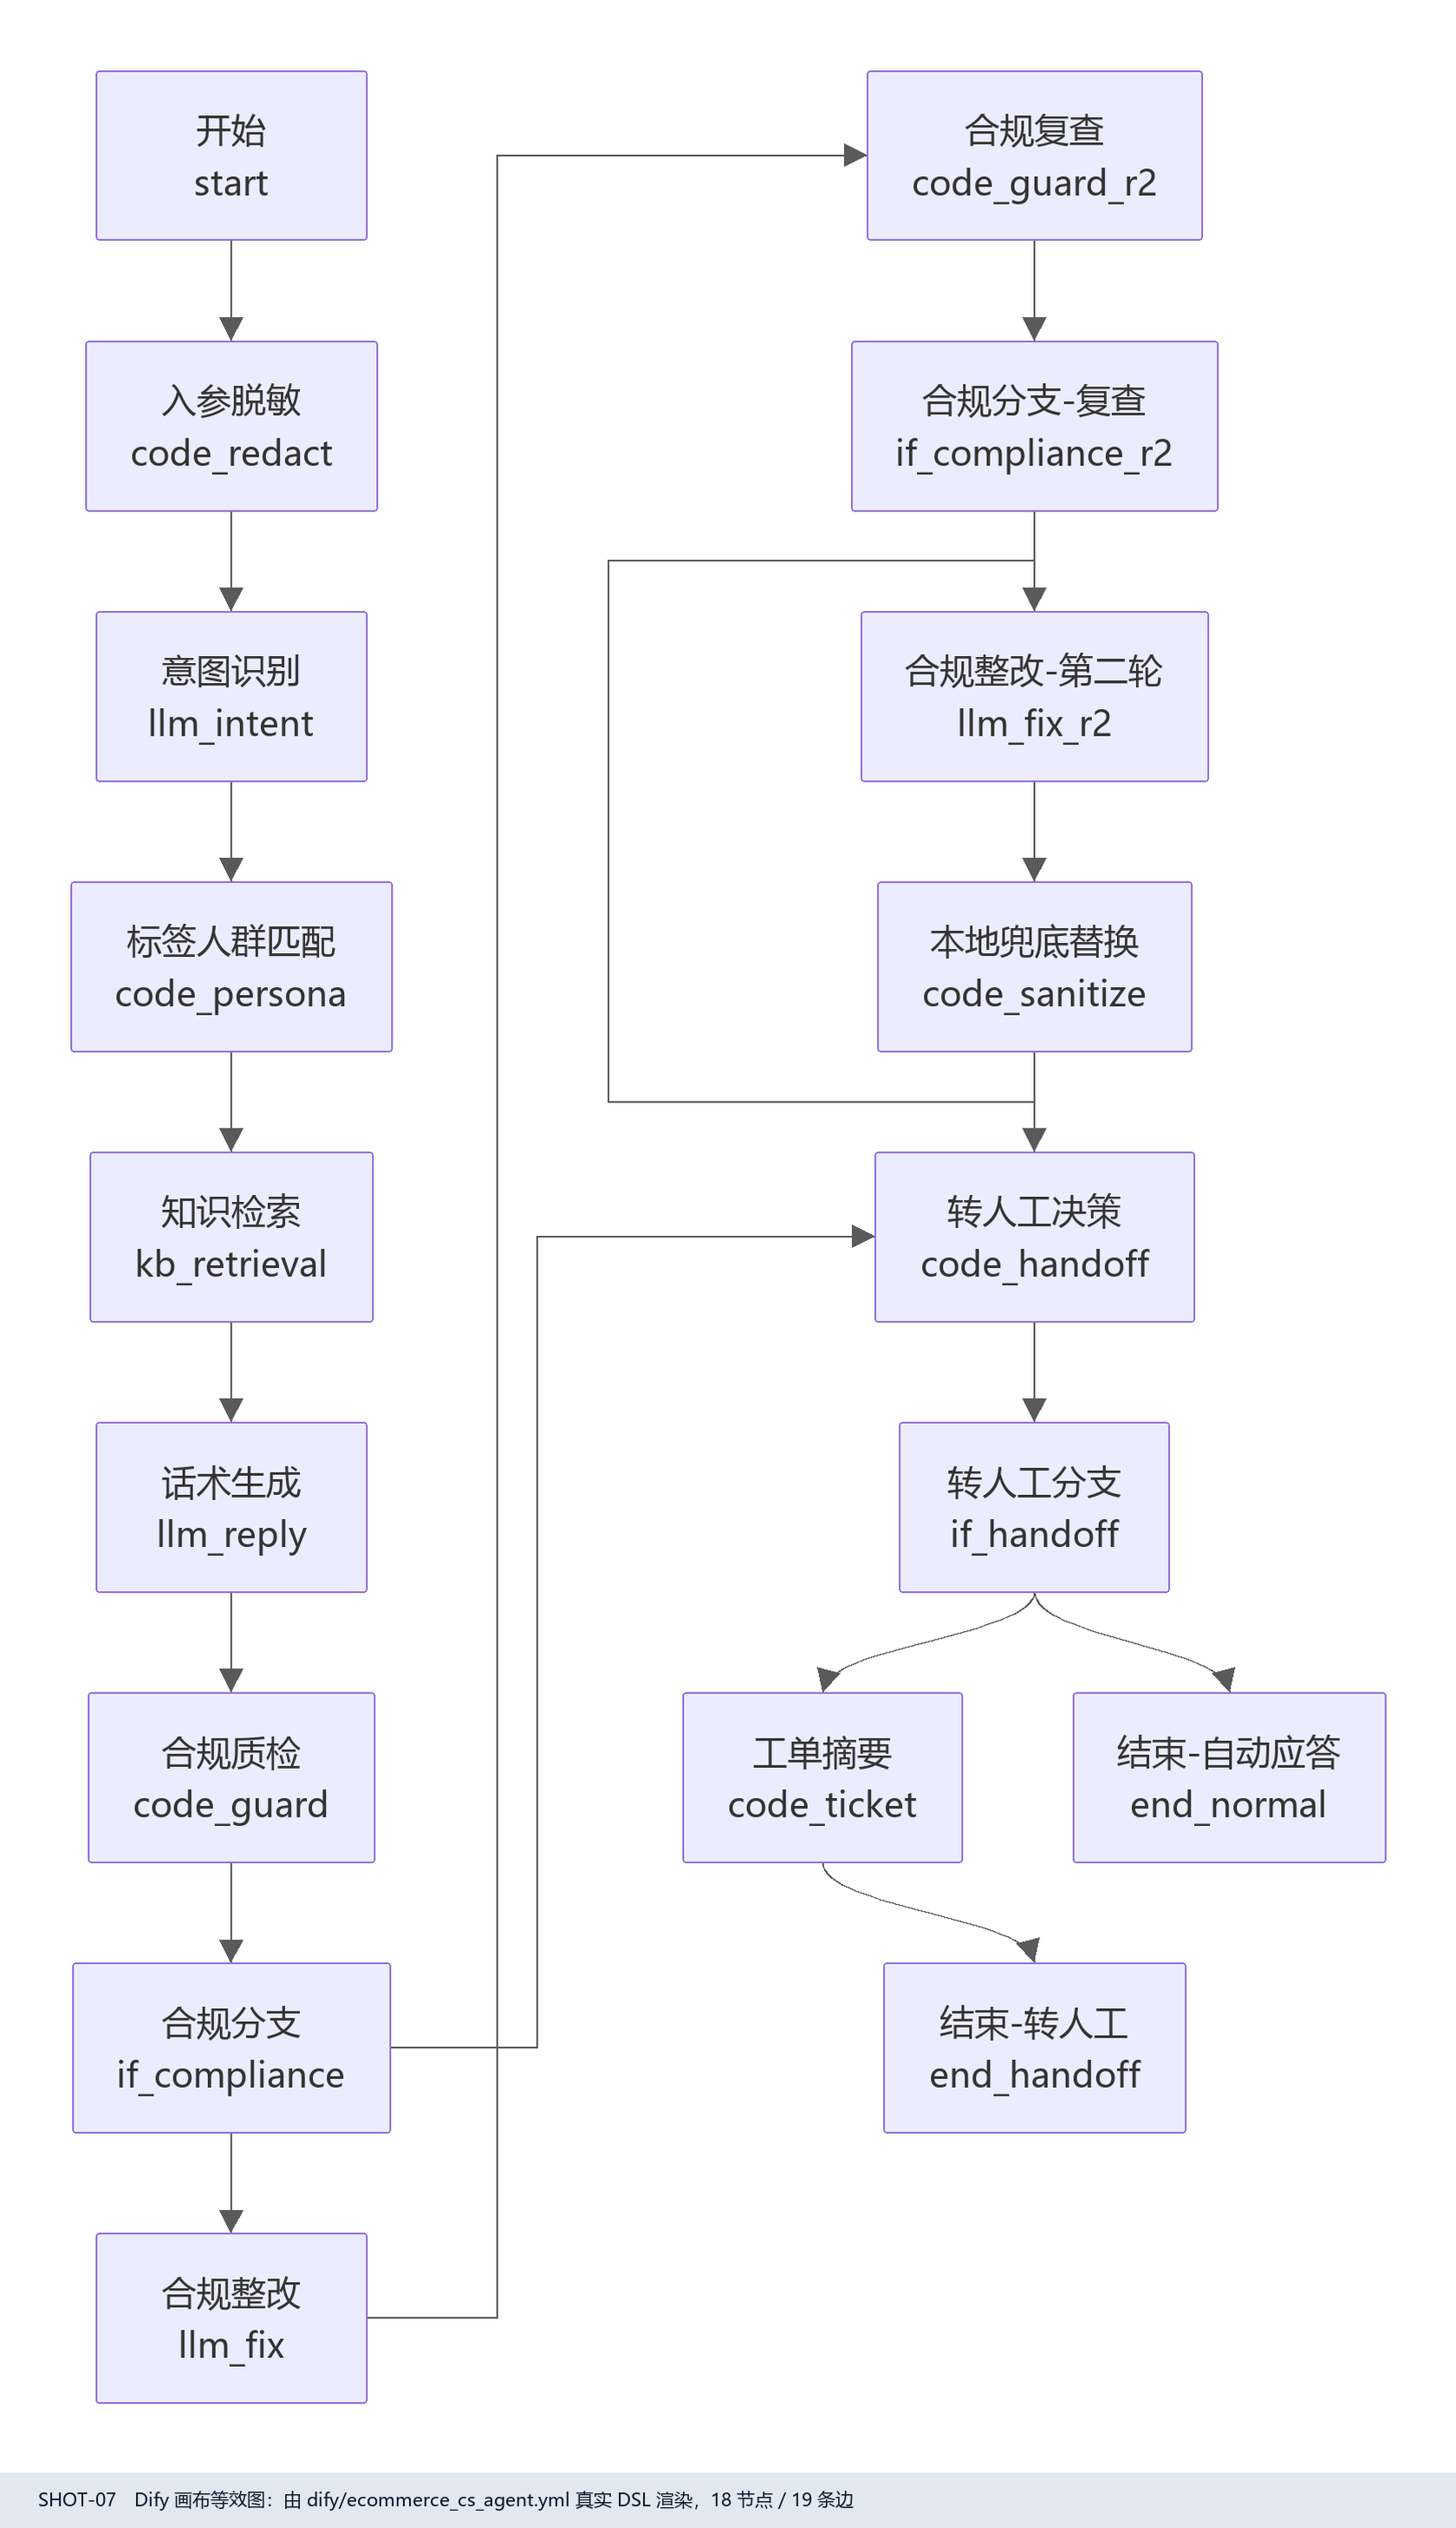 开始
start
入参脱敏
code_redact
意图识别
llm_intent
标签人群匹配
code_persona
知识检索
kb_retrieval
话术生成
llm_reply
合规质检
code_guard
合规分支
if_compliance
合规整改
llm_fix
合规复查
code_guard_r2
合规分支-复查
if_compliance_r2
合规整改-第二轮
llm_fix_r2
本地兜底替换
code_sanitize
转人工决策
code_handoff
转人工分支
if_handoff
工单摘要
code_ticket
结束-自动应答
end_normal
结束-转人工
end_handoff
SHOT-07 Dify 画布等效图：由 dify/ecommerce_cs_agent.yml 真实 DSL 渲染，18 节点 / 19 条边